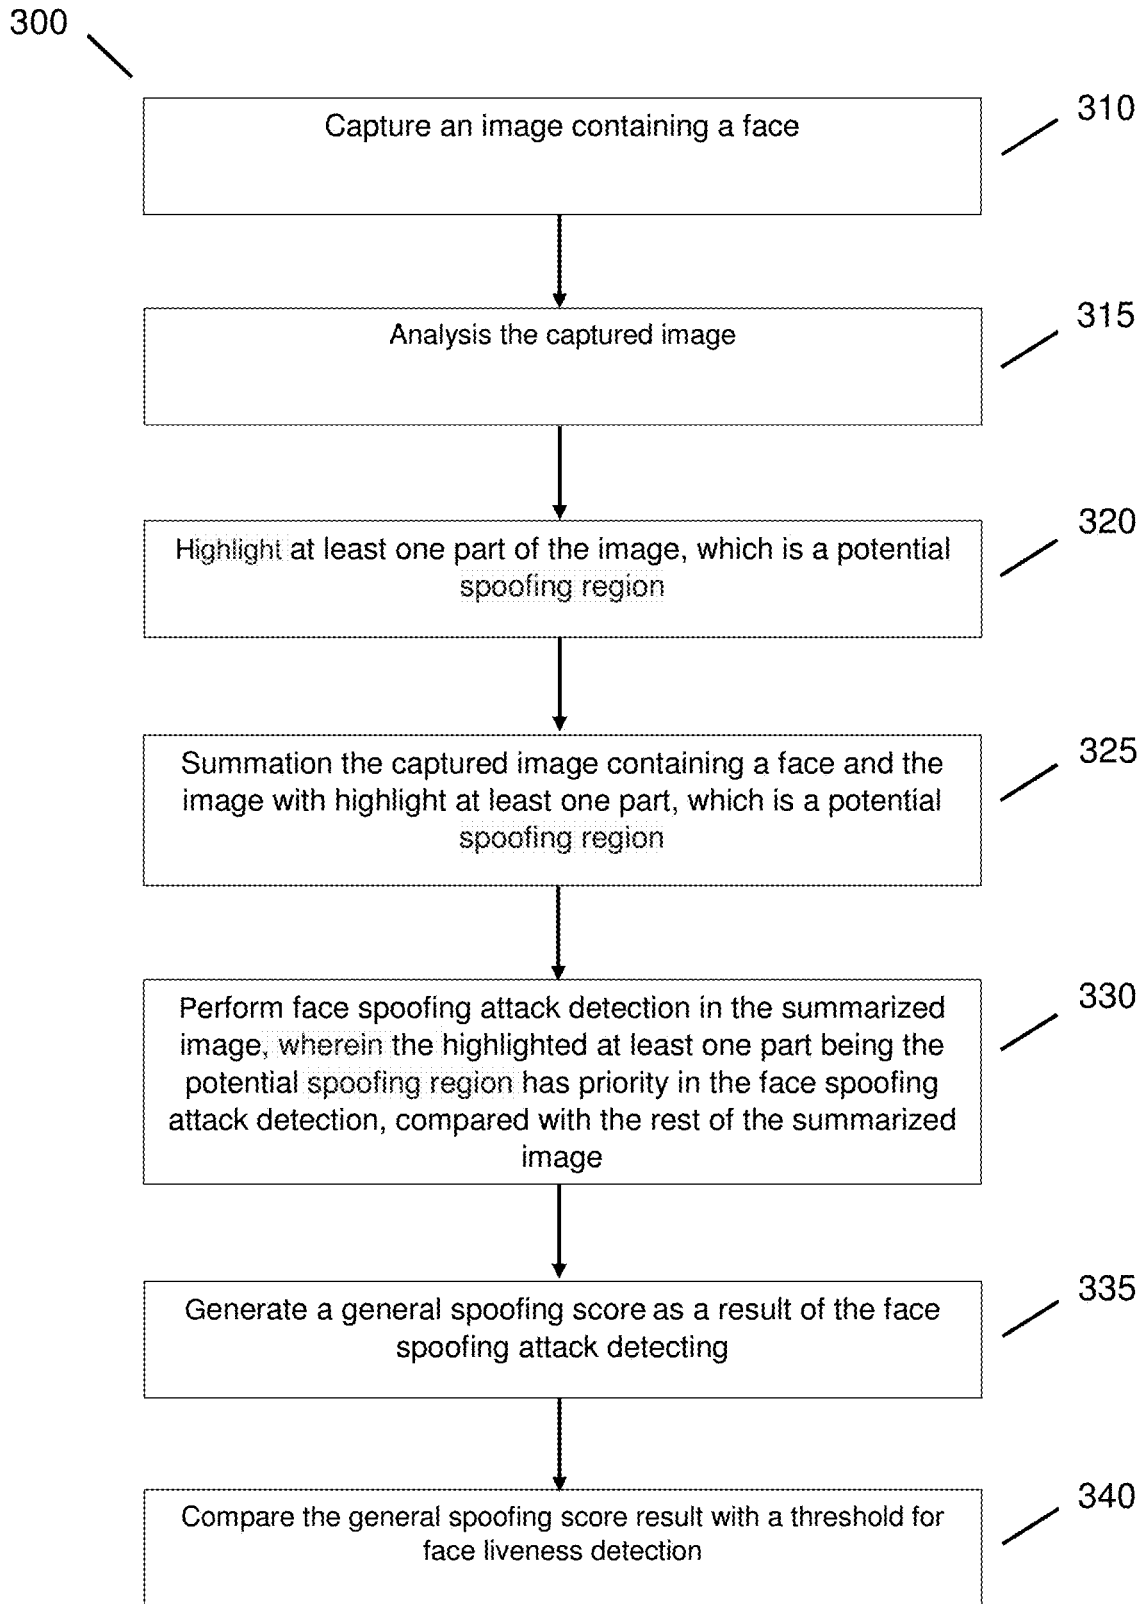 300
310
Capture an image containing a face
315
Analysis the captured image
320
Highlight at least one part of the image, which is a potential
spoofing region
325
Summation the captured image containing a face and the
image with highlight at least one part, which is a potential
spoofing region
330
Perform face spoofing attack detection in the summarized
image, wherein the highlighted at least one part being the
potential spoofing region has priority in the face spoofing
attack detection, compared with the rest of the summarized
image
335
Generate a general spoofing score as a result of the face
spoofing attack detecting
340
Compare the general spoofing score result with a threshold for
face liveness detection